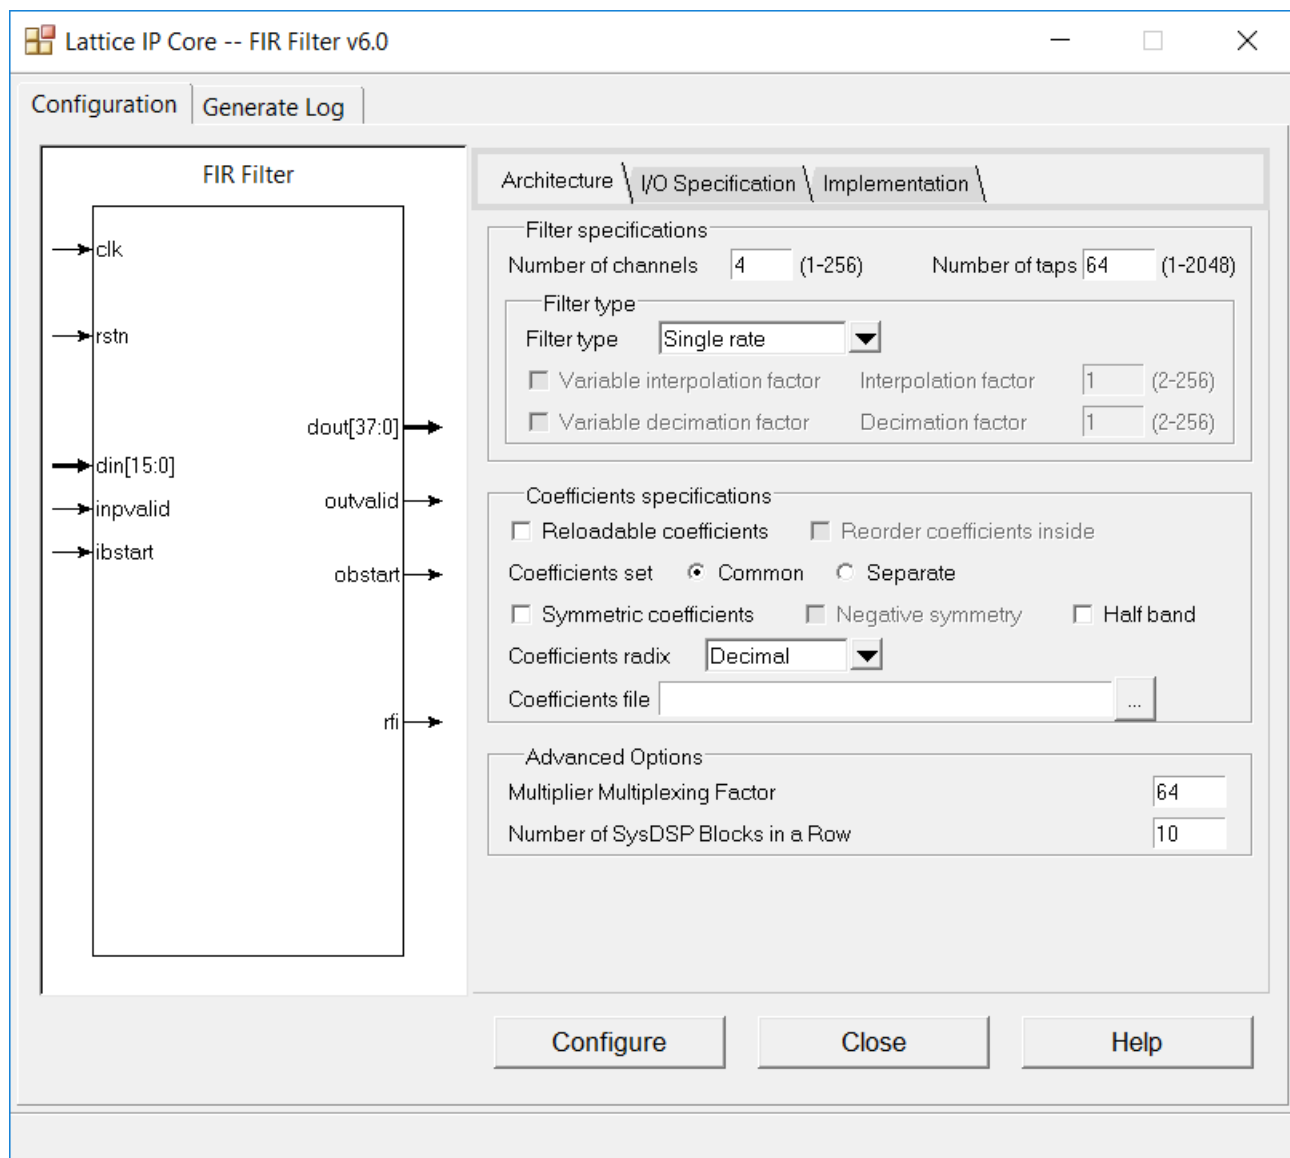 Lattice IP Core -- FIR Filter v6.0
Configuration Generate Log
FIR Filter
clk
rstn
dout[37:0]
din[15:0]
inpvalid
outvalid
ibstart
obstart
rfi
Architecture I/O Specification Implementation
Filter specifications
Number of channels 4 (1-256) Number of taps 64 (1-2048)
Filter type
Filter type Single rate
Variable interpolation factor Interpolation factor 1 (2-256)
Variable decimation factor Decimation factor 1 (2-256)
Coefficients specifications
Reloadable coefficients Reorder coefficients inside
Coefficients set Common Separate
Symmetric coefficients Negative symmetry Half band
Coefficients radix Decimal
Coefficients file ...
Advanced Options
Multiplier Multiplexing Factor 64
Number of SysDSP Blocks in a Row 10
Configure Close Help